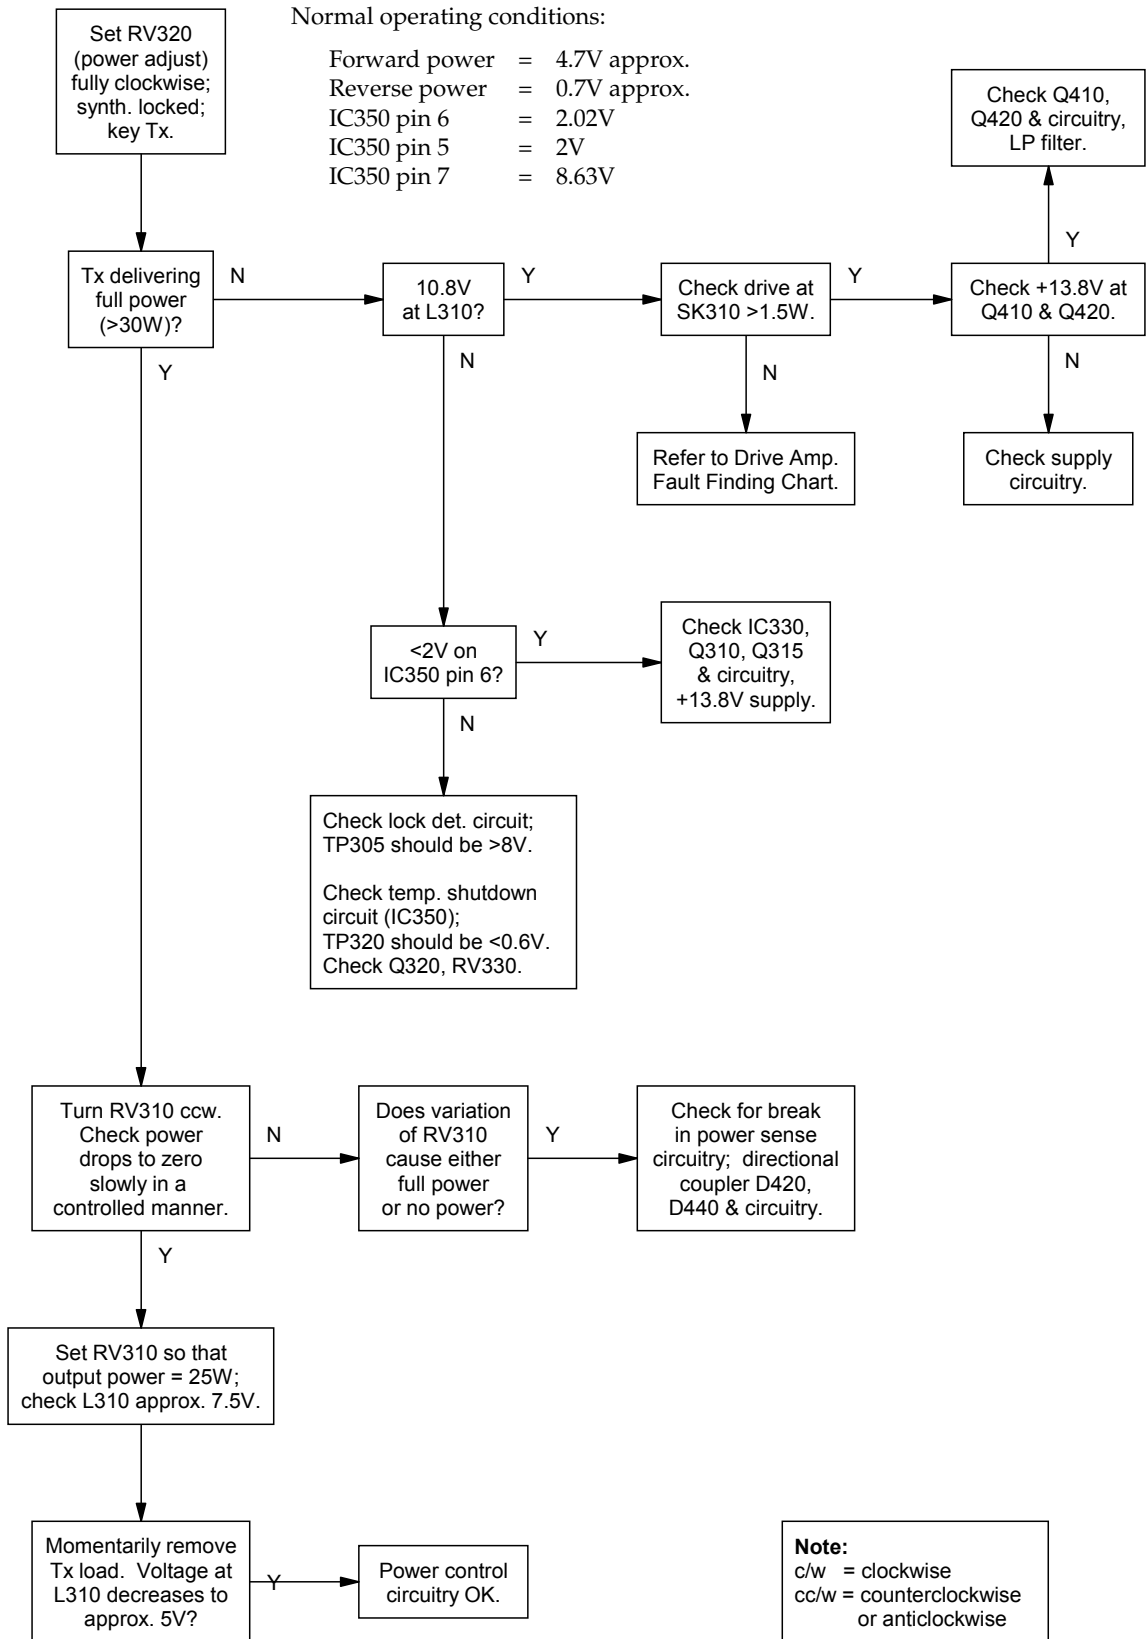 Set RV320
(power adjust)
fully clockwise;
synth. locked;
key Tx.
Normal operating conditions:
Forward power = 4.7V approx.
Reverse power = 0.7V approx.
IC350 pin 6 = 2.02V
IC350 pin 5 = 2V
IC350 pin 7 = 8.63V
Check Q410,
Q420 & circuitry,
LP filter.
Y
Tx delivering
full power
(>30W)?
N
10.8V
at L310?
Y
Check drive at
SK310 >1.5W.
Y
Check +13.8V at
Q410 & Q420.
Y
N
N
N
Refer to Drive Amp.
Fault Finding Chart.
Check supply
circuitry.
<2V on
IC350 pin 6?
Y
Check IC330,
Q310, Q315
& circuitry,
+13.8V supply.
N
Check lock det. circuit;
TP305 should be >8V.
Check temp. shutdown
circuit (IC350);
TP320 should be <0.6V.
Check Q320, RV330.
Turn RV310 ccw.
Check power
drops to zero
slowly in a
controlled manner.
N
Does variation
of RV310
cause either
full power
or no power?
Y
Check for break
in power sense
circuitry; directional
coupler D420,
D440 & circuitry.
Y
Set RV310 so that
output power = 25W;
check L310 approx. 7.5V.
Momentarily remove
Tx load. Voltage at
L310 decreases to
approx. 5V?
Y
Power control
circuitry OK.
Note:
c/w = clockwise
cc/w = counterclockwise
or anticlockwise